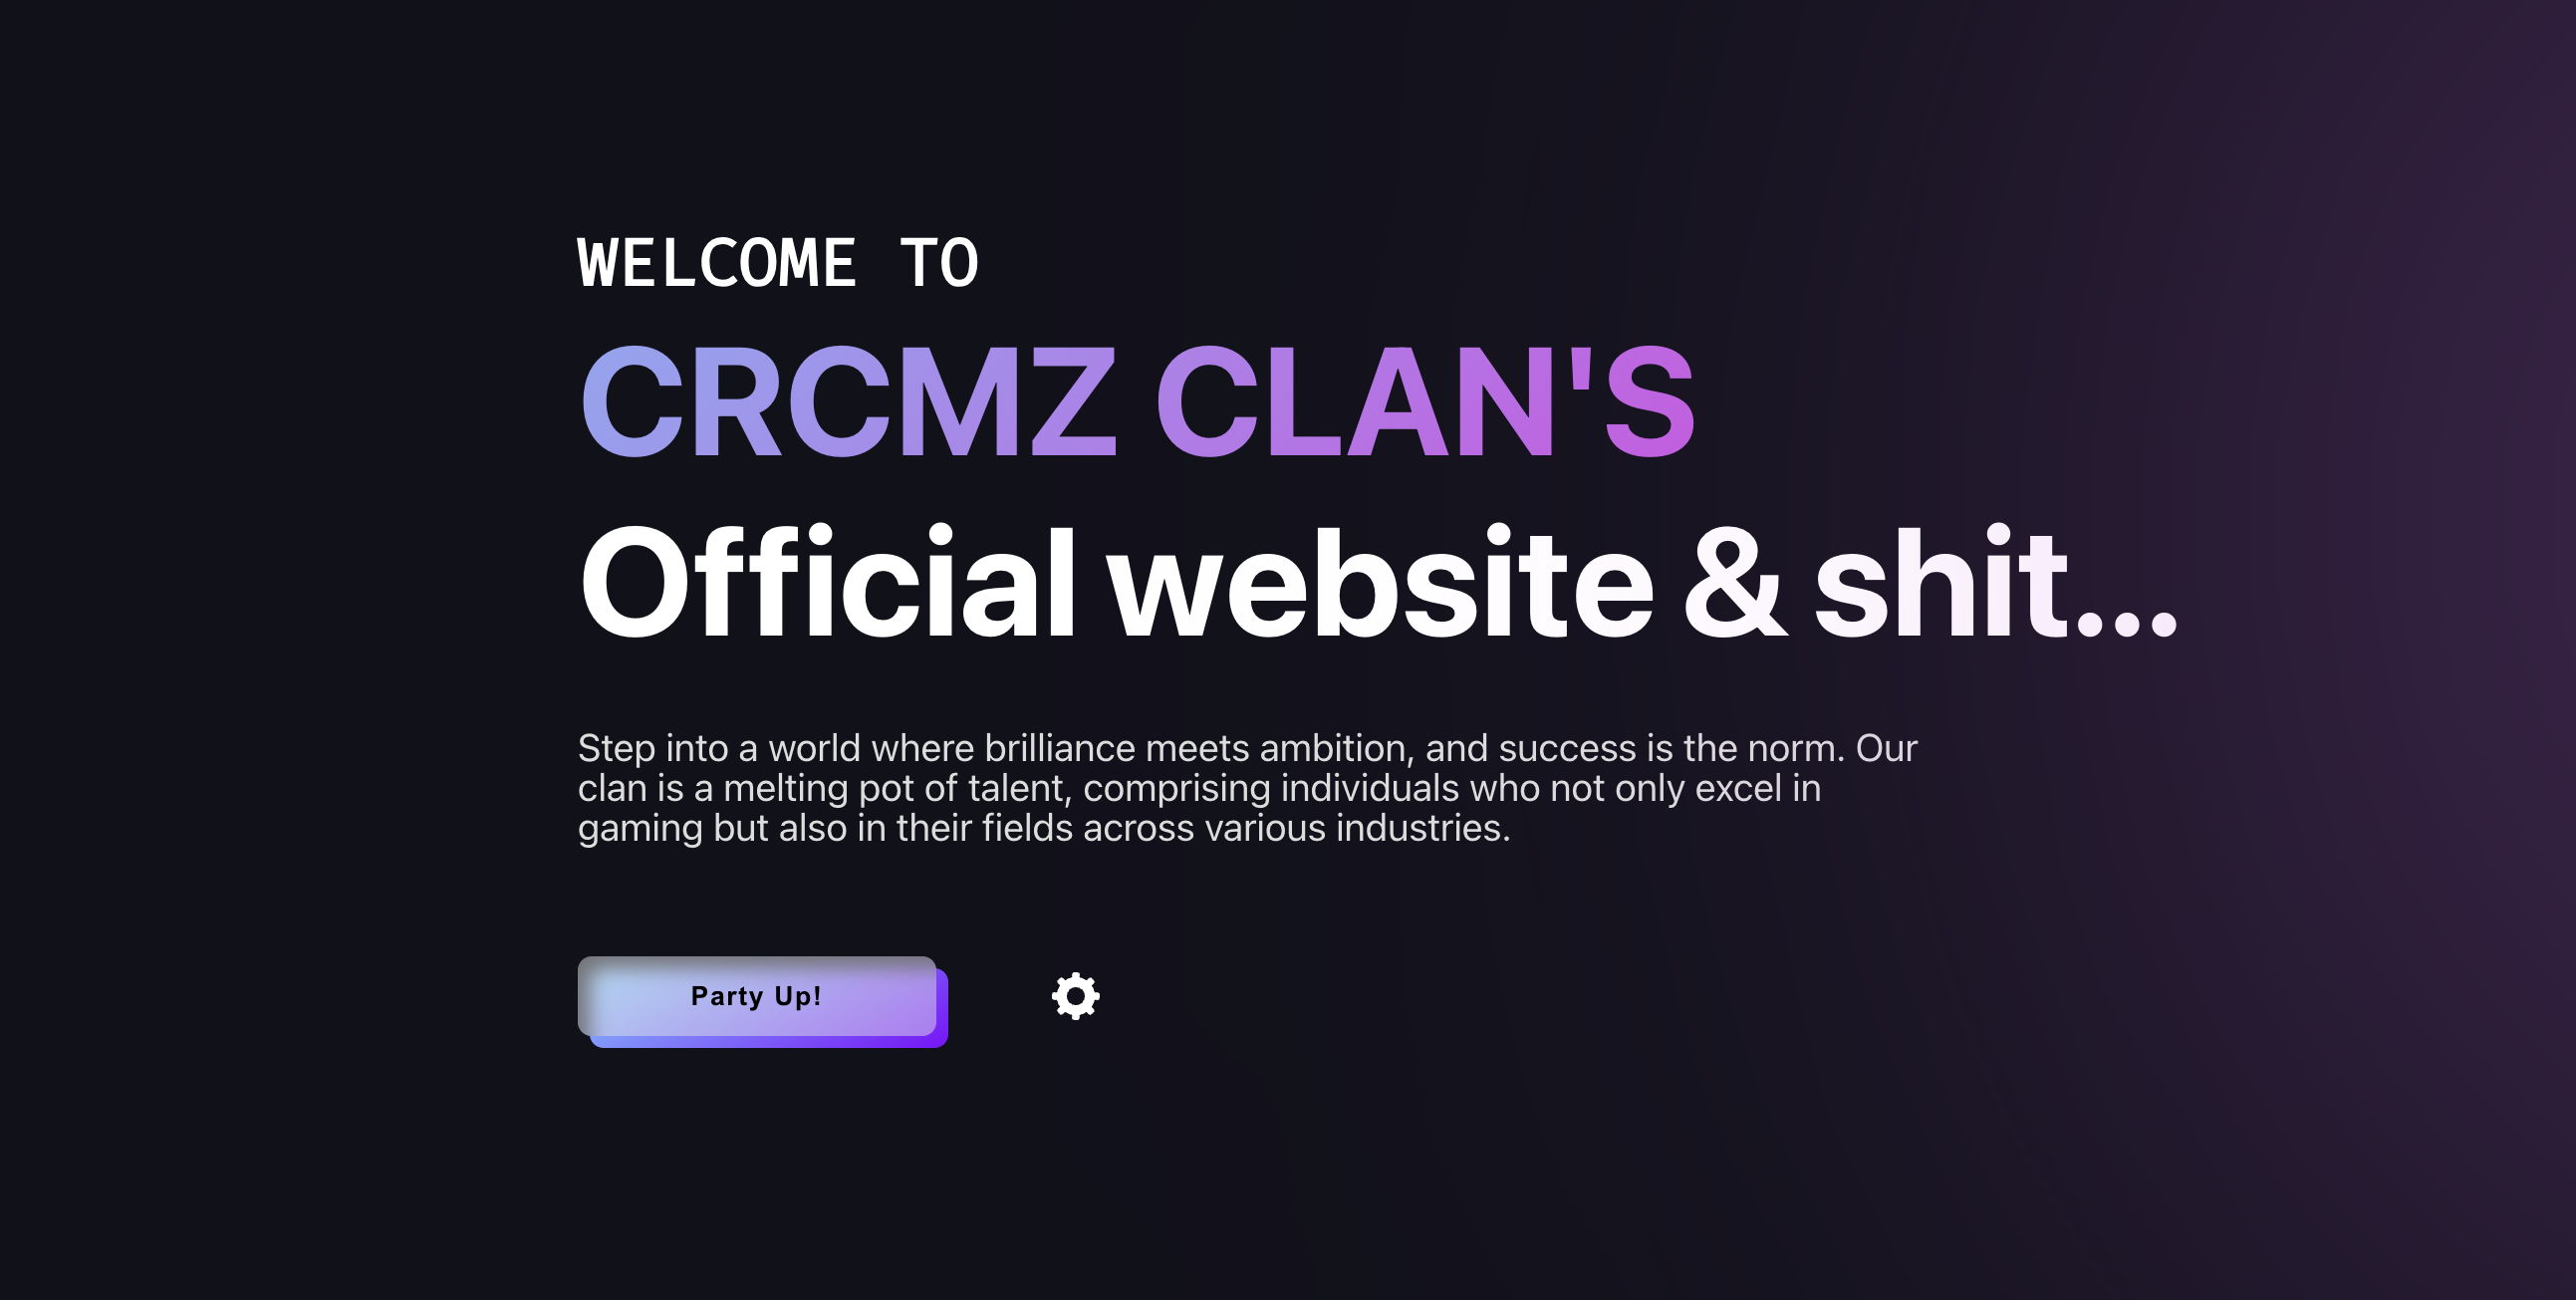 WELCOME TO
CRCMZ CLAN'S
Official website & shit...
Step into a world where brilliance meets ambition, and success is the norm. Our
clan is a melting pot of talent, comprising individuals who not only excel in
gaming but also in their fields across various industries.
Party Up!